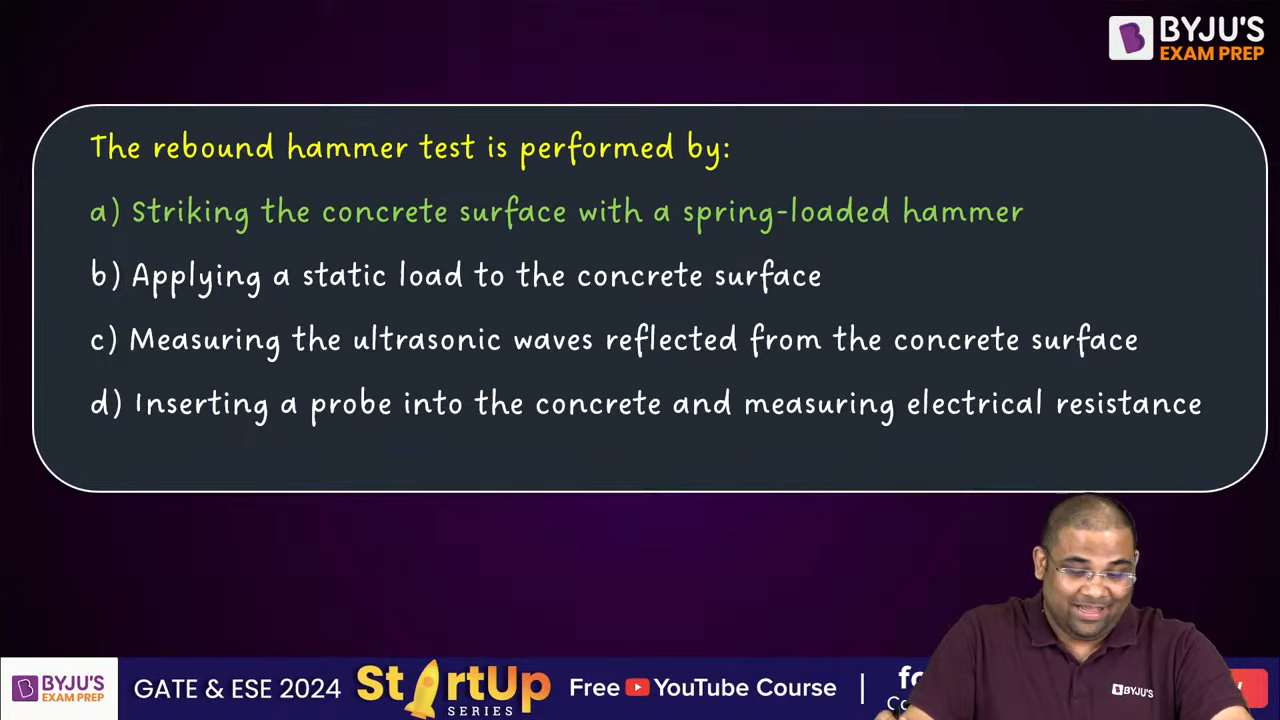 BYJU'S
EXAM PREP
The rebound hammer test is performed by:
a) Striking the concrete surface with a spring-loaded hammer
b) Applying a static load to the concrete surface
c) Measuring the ultrasonic waves reflected from the concrete surface
d) Inserting a probe into the concrete and measuring electrical resistance
BYJU'S
BYJU'S
EXAM PREP
GATE & ESE 2024
StartUp
SERIES
Free YouTube Course